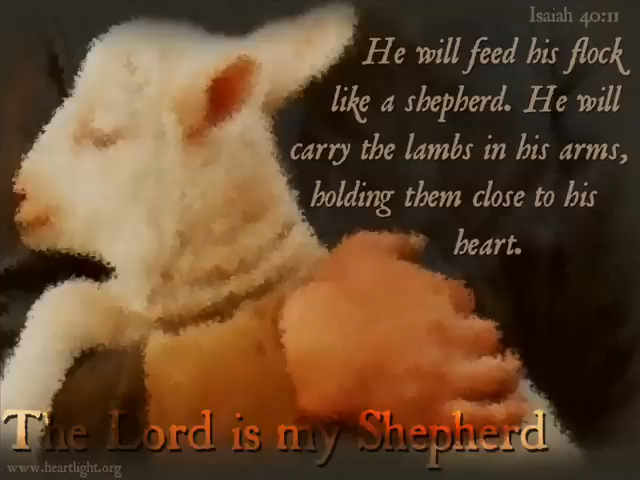 Isaiah 40:11
He will feed his flock
like a shepherd. He will
carry the lambs in his arms,
holding them close to his
heart.
The Lord is my Shepherd
www.heartlight.org